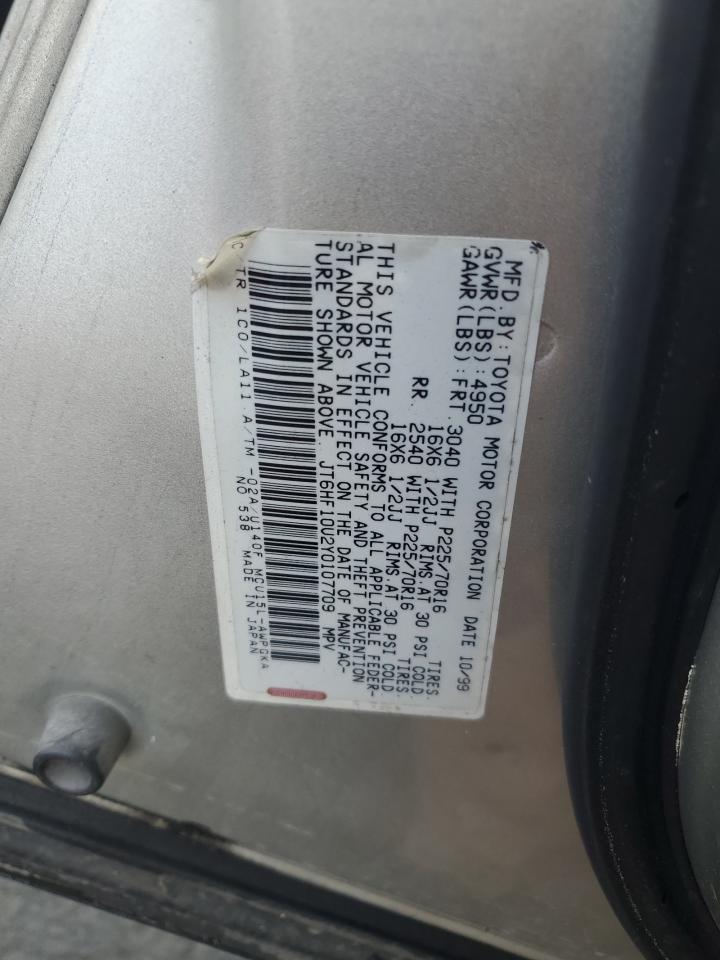 MFD.BY:TOYOTA MOTOR CORPORATION DATE 10/99
GVWR(LBS):4950
GAWR(LBS):FRT.3040 WITH P225/70R16 TIRES.
16X6 1/2JJ RIMS.AT 30 PSI COLD
RR. 2540 WITH P225/70R16 TIRES.
16X6 1/2JJ RIMS.AT 30 PSI COLD
THIS VEHICLE CONFORMS TO ALL APPLICABLE FEDER-
AL MOTOR VEHICLE SAFETY AND THEFT PREVENTION
STANDARDS IN EFFECT ON THE DATE OF MANUFAC-
TURE SHOWN ABOVE. JT6HF10U2Y0107709 MPV
C/TR 1C0/LA11 A/TM -02A/U140F MCU15L-AWPGKA
NO 538 MADE IN JAPAN